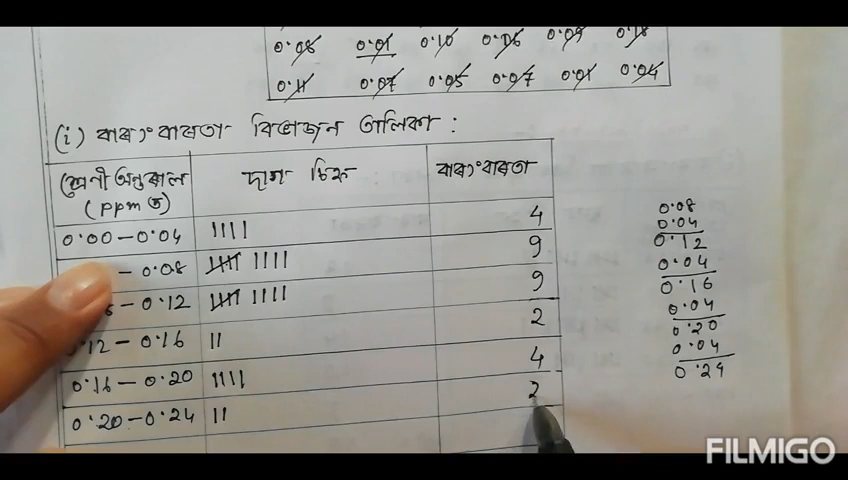 0.08 0.01 0.10 0.06 0.09 0.18
0.11 0.07 0.05 0.07 0.01 0.04
(i) বাৰংবাৰতা বিভাজন তালিকা :
শ্ৰেণী অন্তৰাল দাগ চিহ্ন বাৰংবাৰতা
(ppm ত)
0.00 – 0.04 |||| 4
– 0.08 |||| |||| 9
– 0.12 |||| |||| 9
0.12 – 0.16 || 2
0.16 – 0.20 |||| 4
0.20 – 0.24 || 2
0.08
0.04
0.12
0.04
0.16
0.04
0.20
0.04
0.24
FILMIGO